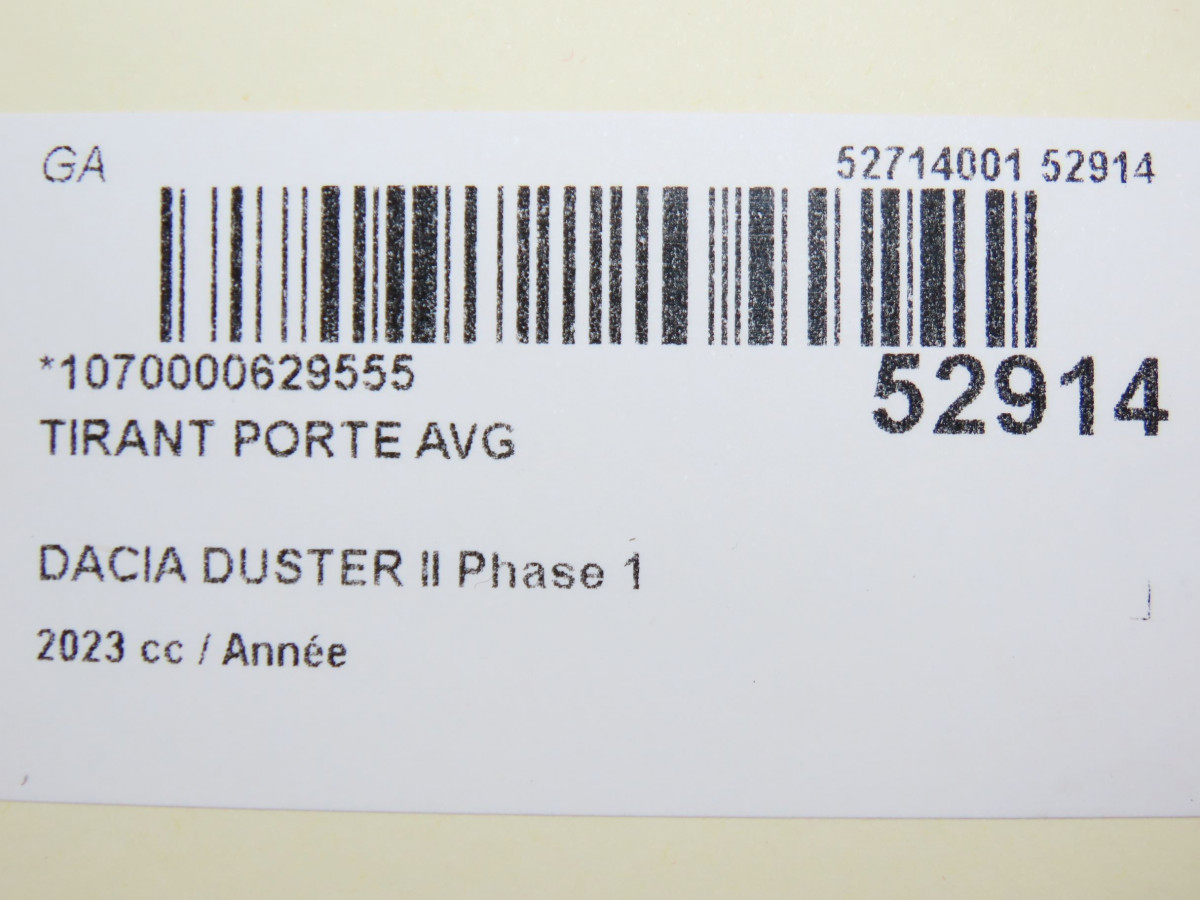 GA
52714001 52914
*1070000629555
52914
TIRANT PORTE AVG
DACIA DUSTER II Phase 1
2023 cc / Année